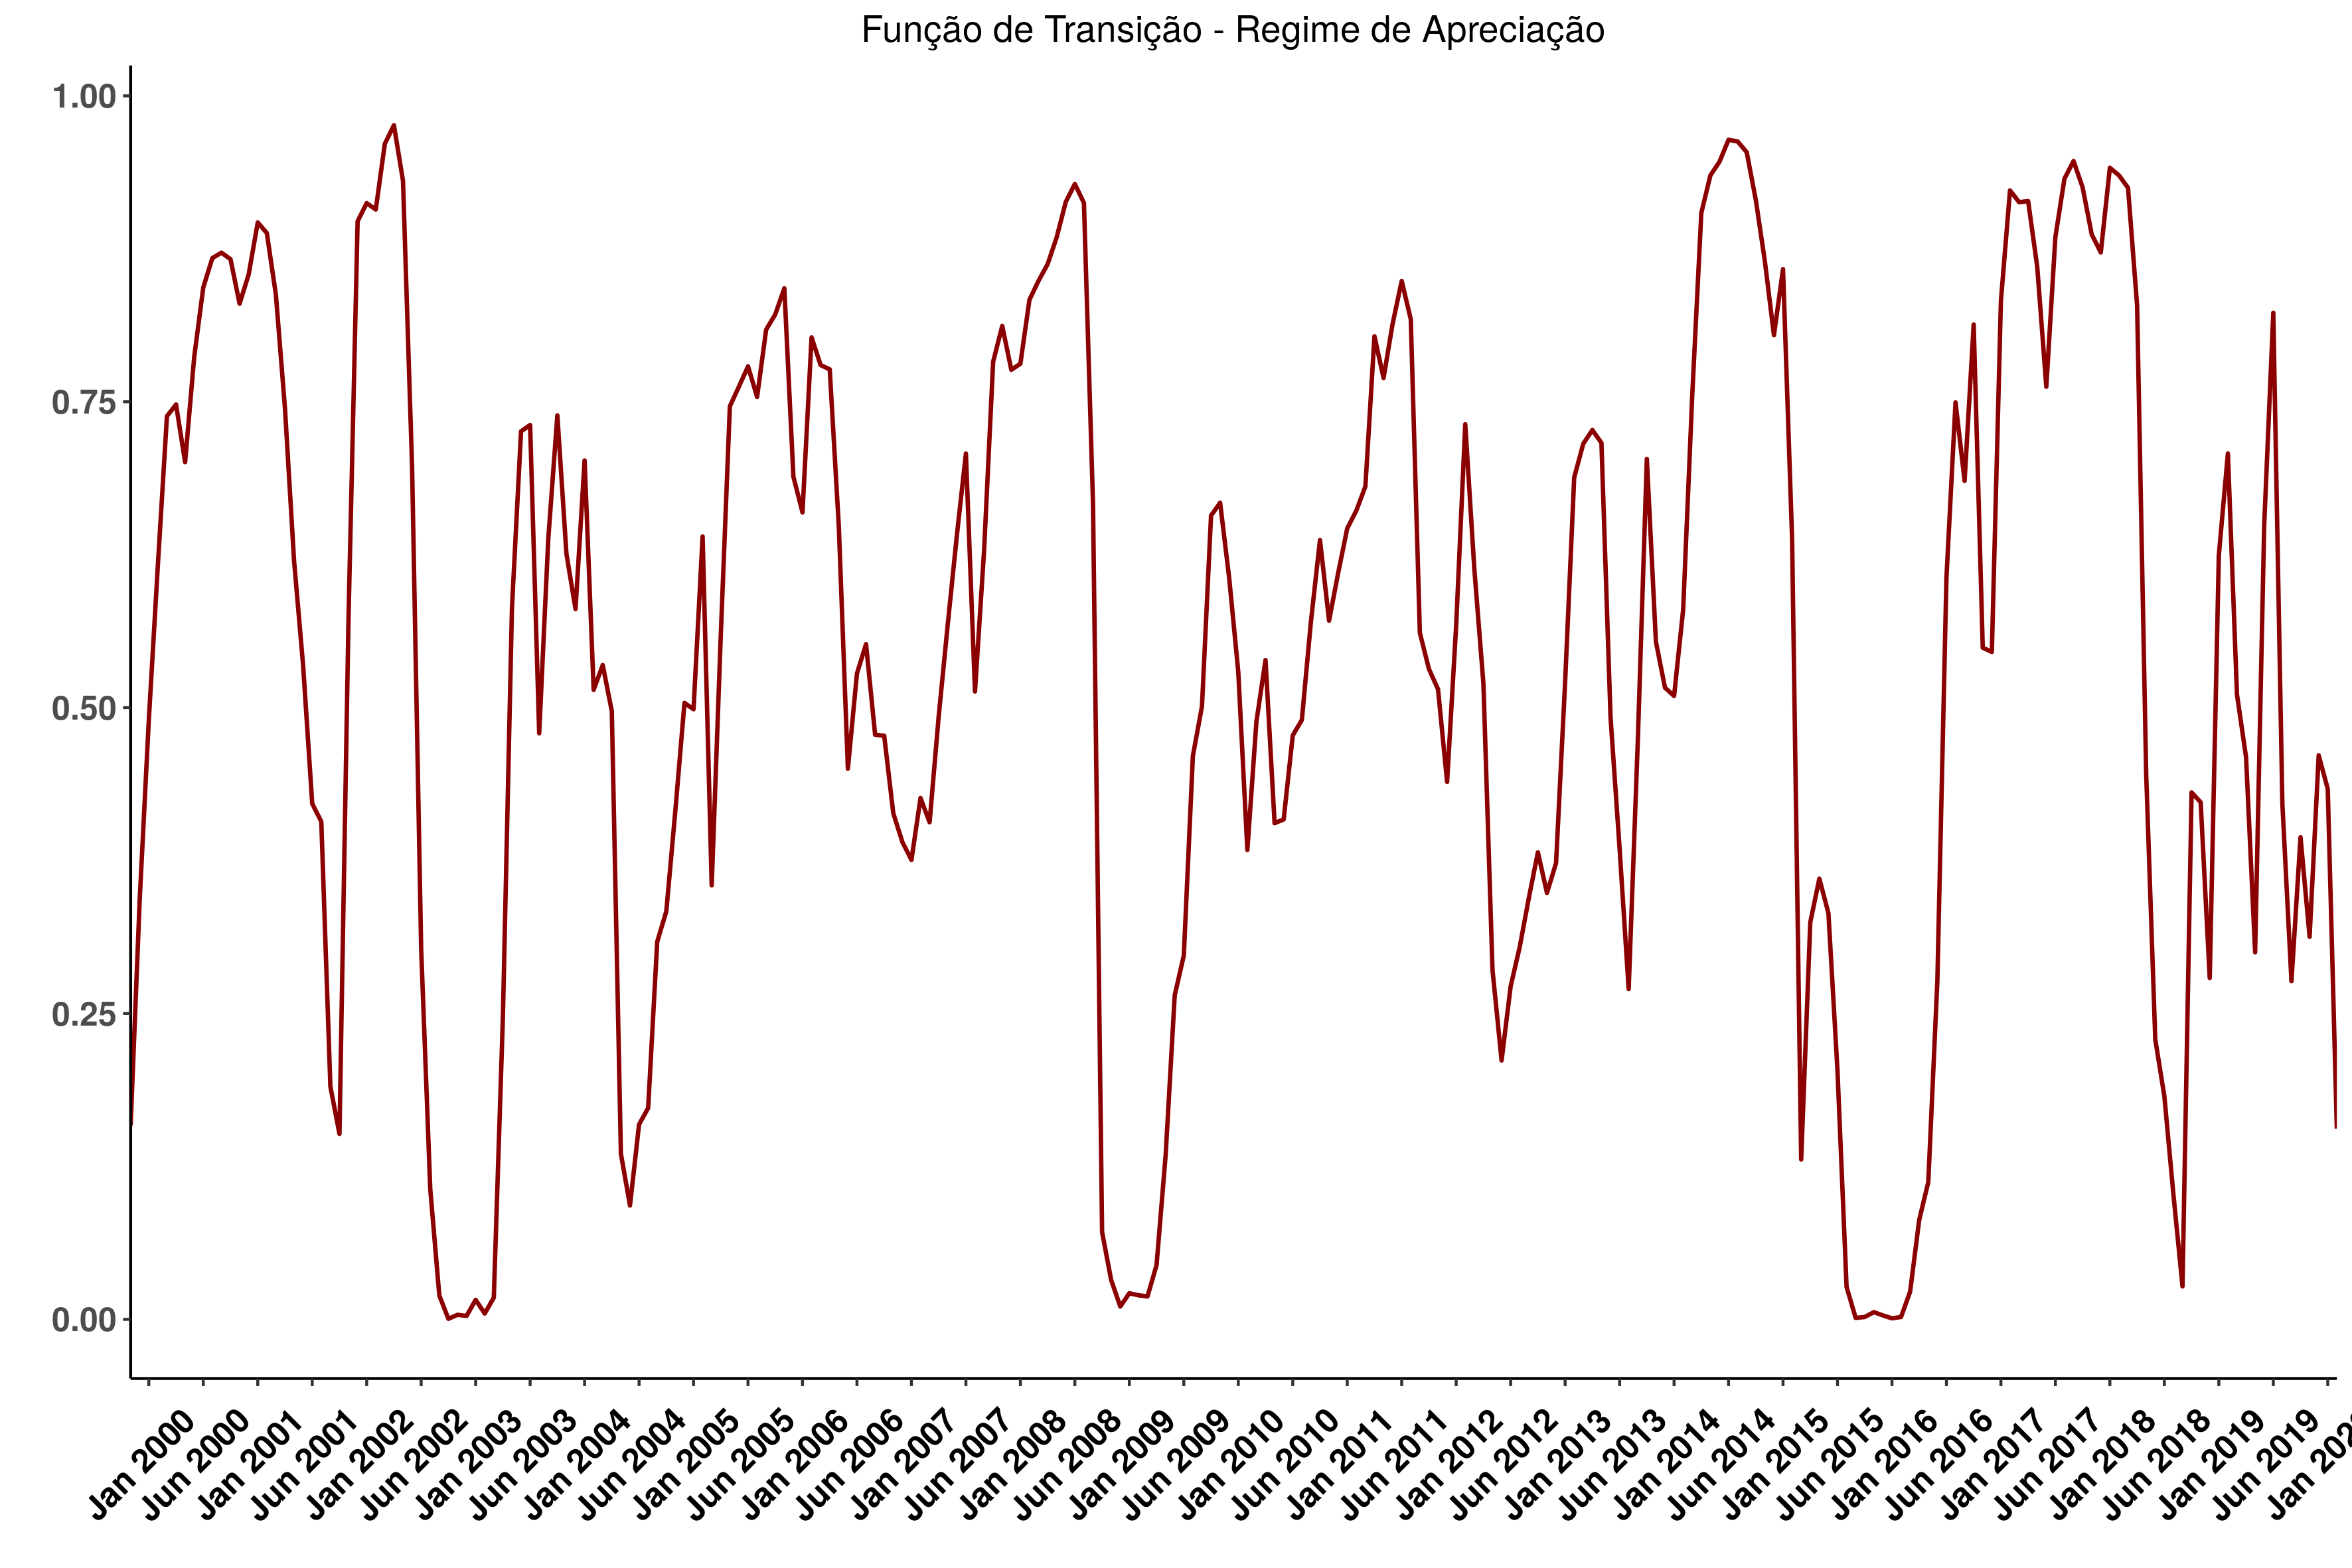 Função de Transição - Regime de Apreciação
1.00
0.75
0.50
0.25
0.00
Jan 2000
Jun 2000
Jan 2001
Jun 2001
Jan 2002
Jun 2002
Jan 2003
Jun 2003
Jan 2004
Jun 2004
Jan 2005
Jun 2005
Jan 2006
Jun 2006
Jan 2007
Jun 2007
Jan 2008
Jun 2008
Jan 2009
Jun 2009
Jan 2010
Jun 2010
Jan 2011
Jun 2011
Jan 2012
Jun 2012
Jan 2013
Jun 2013
Jan 2014
Jun 2014
Jan 2015
Jun 2015
Jan 2016
Jun 2016
Jan 2017
Jun 2017
Jan 2018
Jun 2018
Jan 2019
Jun 2019
Jan